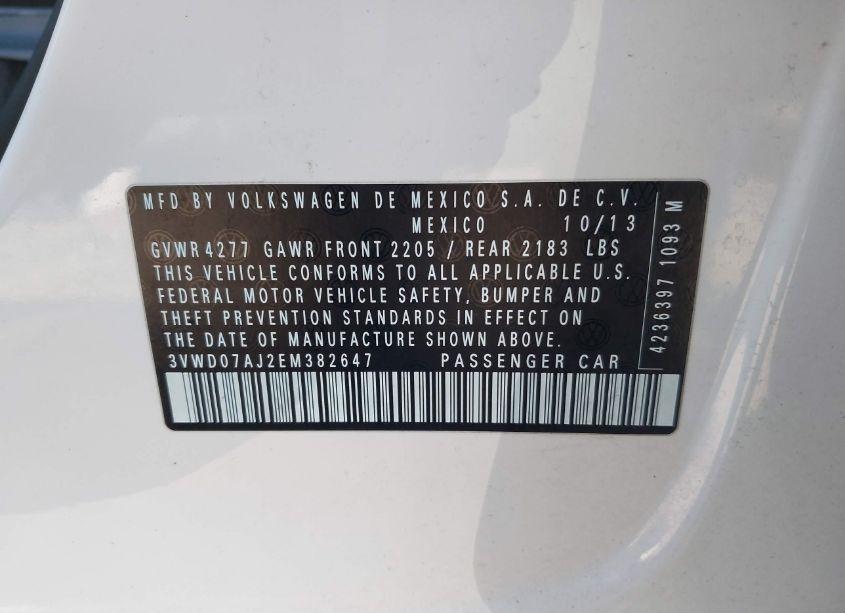 MFD BY VOLKSWAGEN DE MEXICO S.A. DE C.V.
MEXICO 10/13
GVWR 4277 GAWR FRONT 2205 / REAR 2183 LBS
THIS VEHICLE CONFORMS TO ALL APPLICABLE U.S.
FEDERAL MOTOR VEHICLE SAFETY, BUMPER AND
THEFT PREVENTION STANDARDS IN EFFECT ON
THE DATE OF MANUFACTURE SHOWN ABOVE.
3VWD07AJ2EM382647 PASSENGER CAR
4236397 1093 M